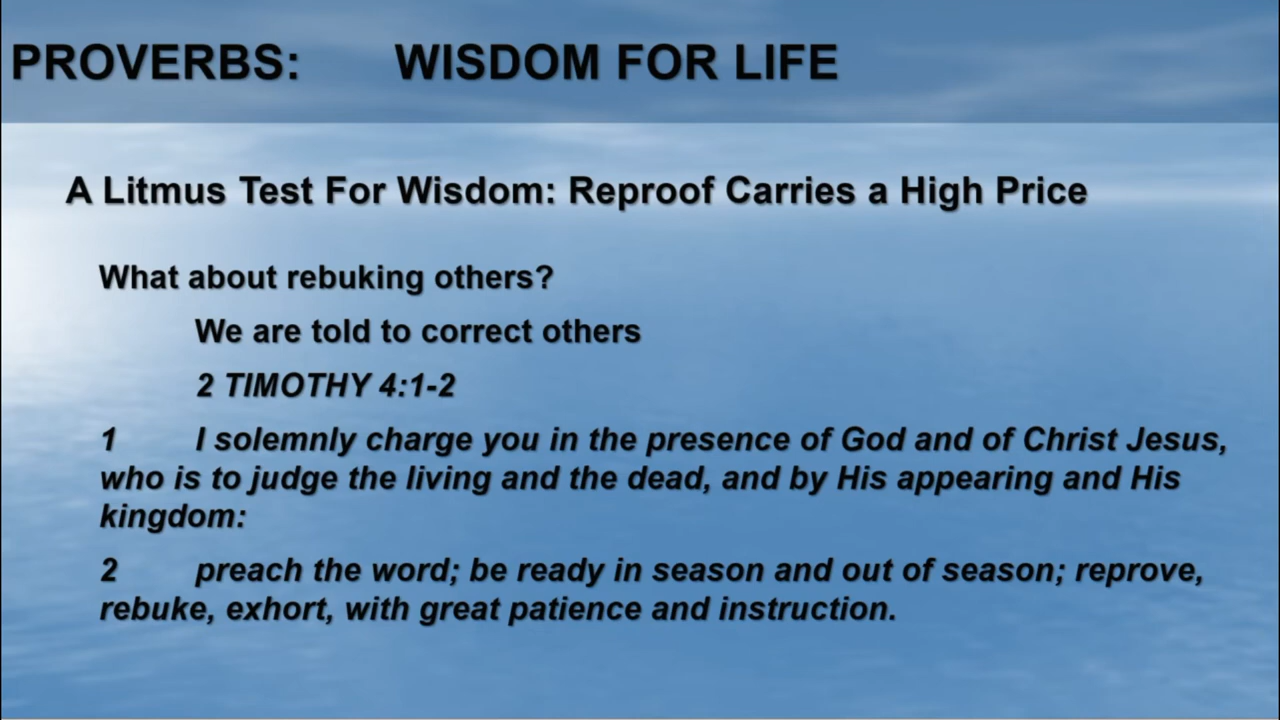 PROVERBS: WISDOM FOR LIFE
A Litmus Test For Wisdom: Reproof Carries a High Price
What about rebuking others?
We are told to correct others
2 TIMOTHY 4:1-2
1 I solemnly charge you in the presence of God and of Christ Jesus,
who is to judge the living and the dead, and by His appearing and His
kingdom:
2 preach the word; be ready in season and out of season; reprove,
rebuke, exhort, with great patience and instruction.